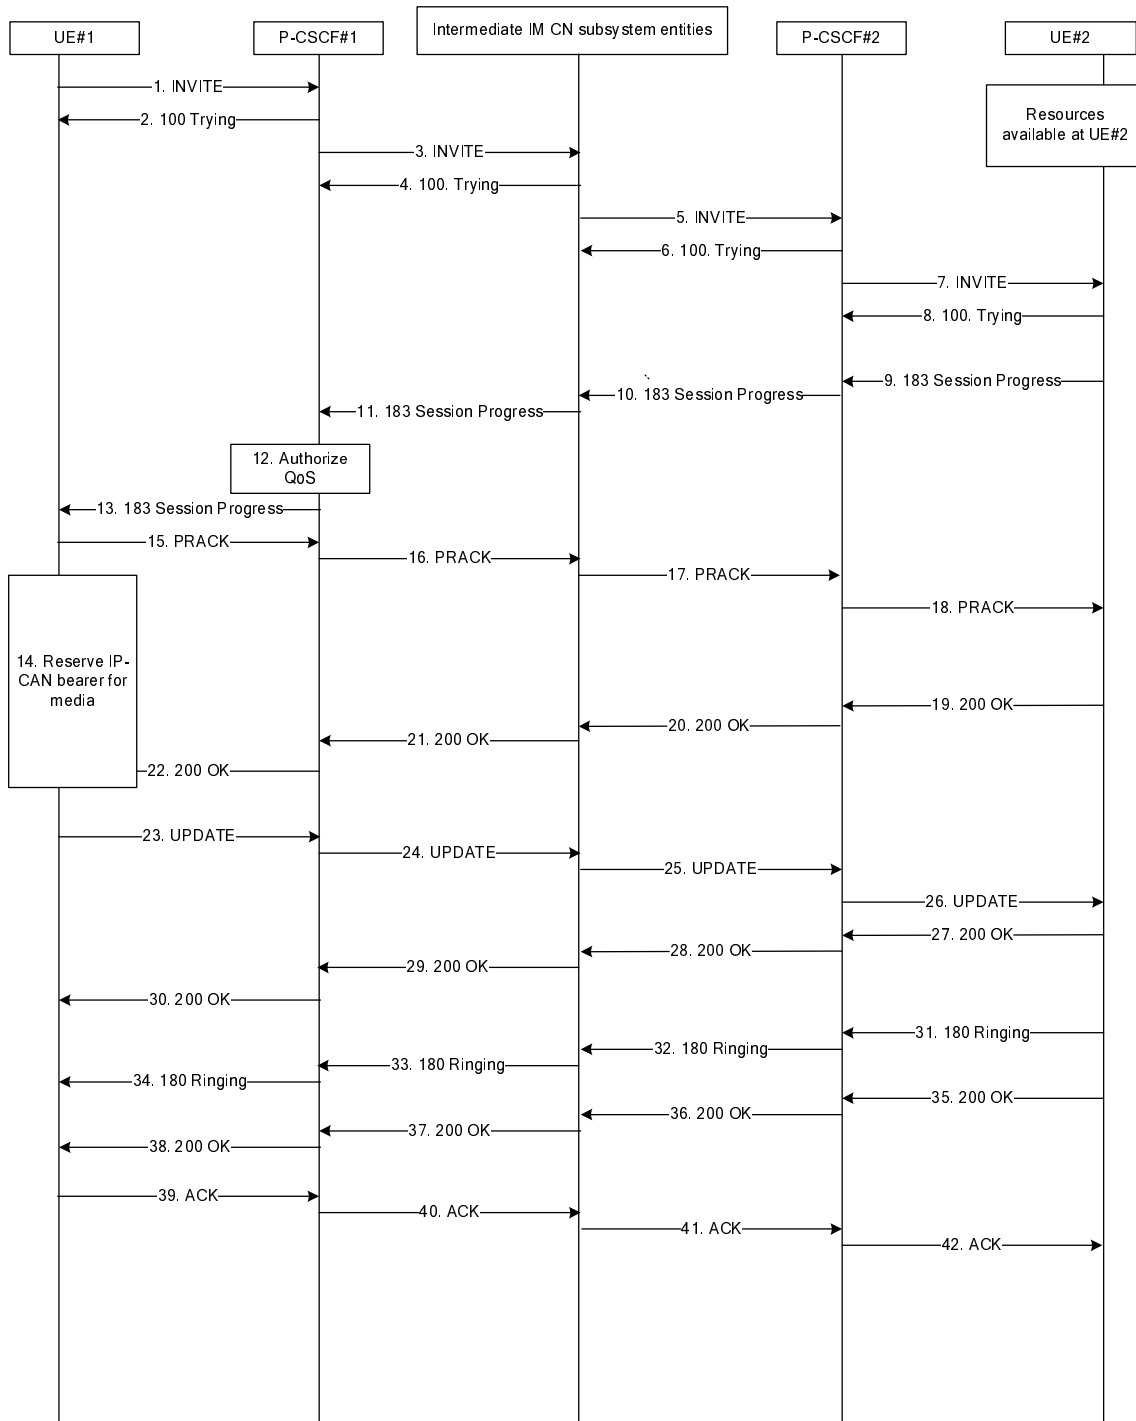 UE#1
P-CSCF#1
Intermediate IM CN subsystem entities
P-CSCF#2
UE#2
1. INVITE
Resources
available at UE#2
2. 100 Trying
3. INVITE
4. 100. Trying
5. INVITE
6. 100. Trying
7. INVITE
8. 100. Trying
9. 183 Session Progress
10. 183 Session Progress
11. 183 Session Progress
12. Authorize
QoS
13. 183 Session Progress
15. PRACK
16. PRACK
17. PRACK
18. PRACK
14. Reserve IP-
CAN bearer for
media
19. 200 OK
20. 200 OK
21. 200 OK
22. 200 OK
23. UPDATE
24. UPDATE
25. UPDATE
26. UPDATE
27. 200 OK
28. 200 OK
29. 200 OK
30. 200 OK
31. 180 Ringing
32. 180 Ringing
33. 180 Ringing
34. 180 Ringing
35. 200 OK
36. 200 OK
37. 200 OK
38. 200 OK
39. ACK
40. ACK
41. ACK
42. ACK